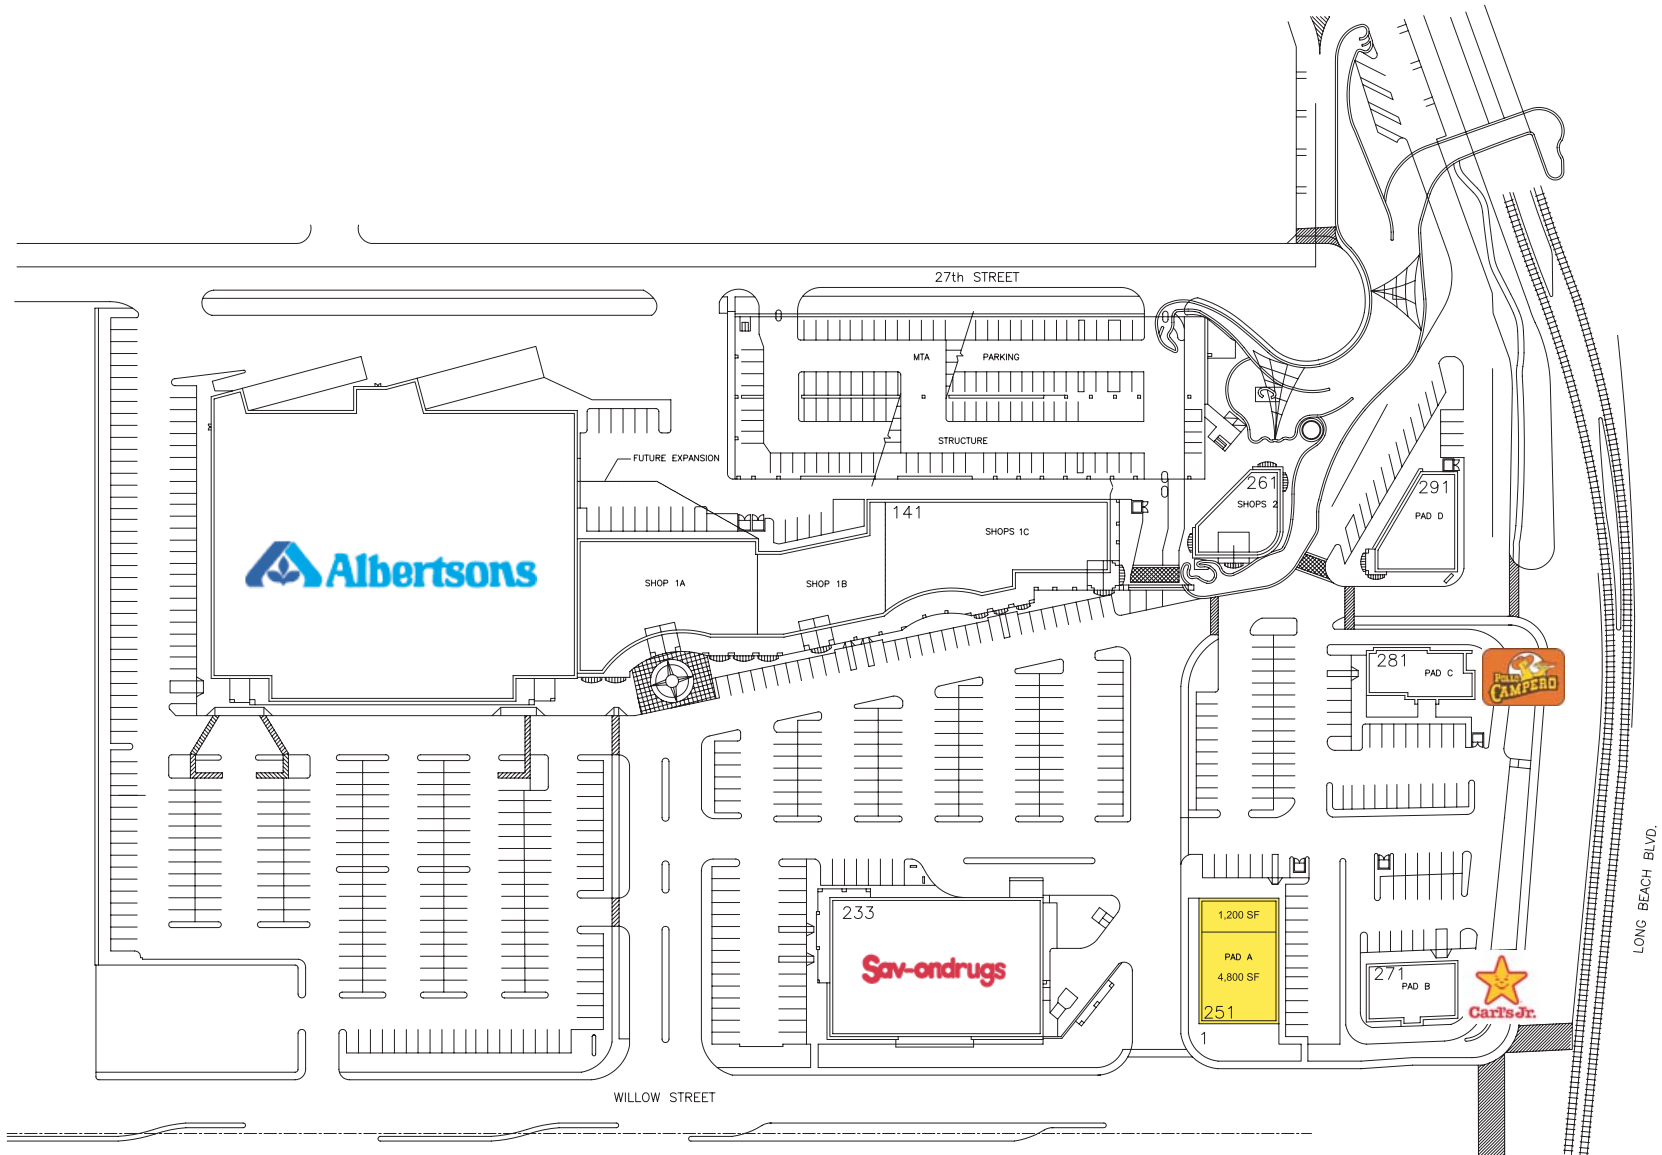 27th STREET
MTA PARKING
STRUCTURE
FUTURE EXPANSION
261
SHOPS 2
291
PAD D
141
SHOPS 1C
Albertsons
SHOP 1A
SHOP 1B
281
PAD C
POLLO
CAMPERO
233
Sav-ondrugs
1,200 SF
PAD A
4,800 SF
251
1
271
PAD B
Carl's Jr.
LONG BEACH BLVD.
WILLOW STREET